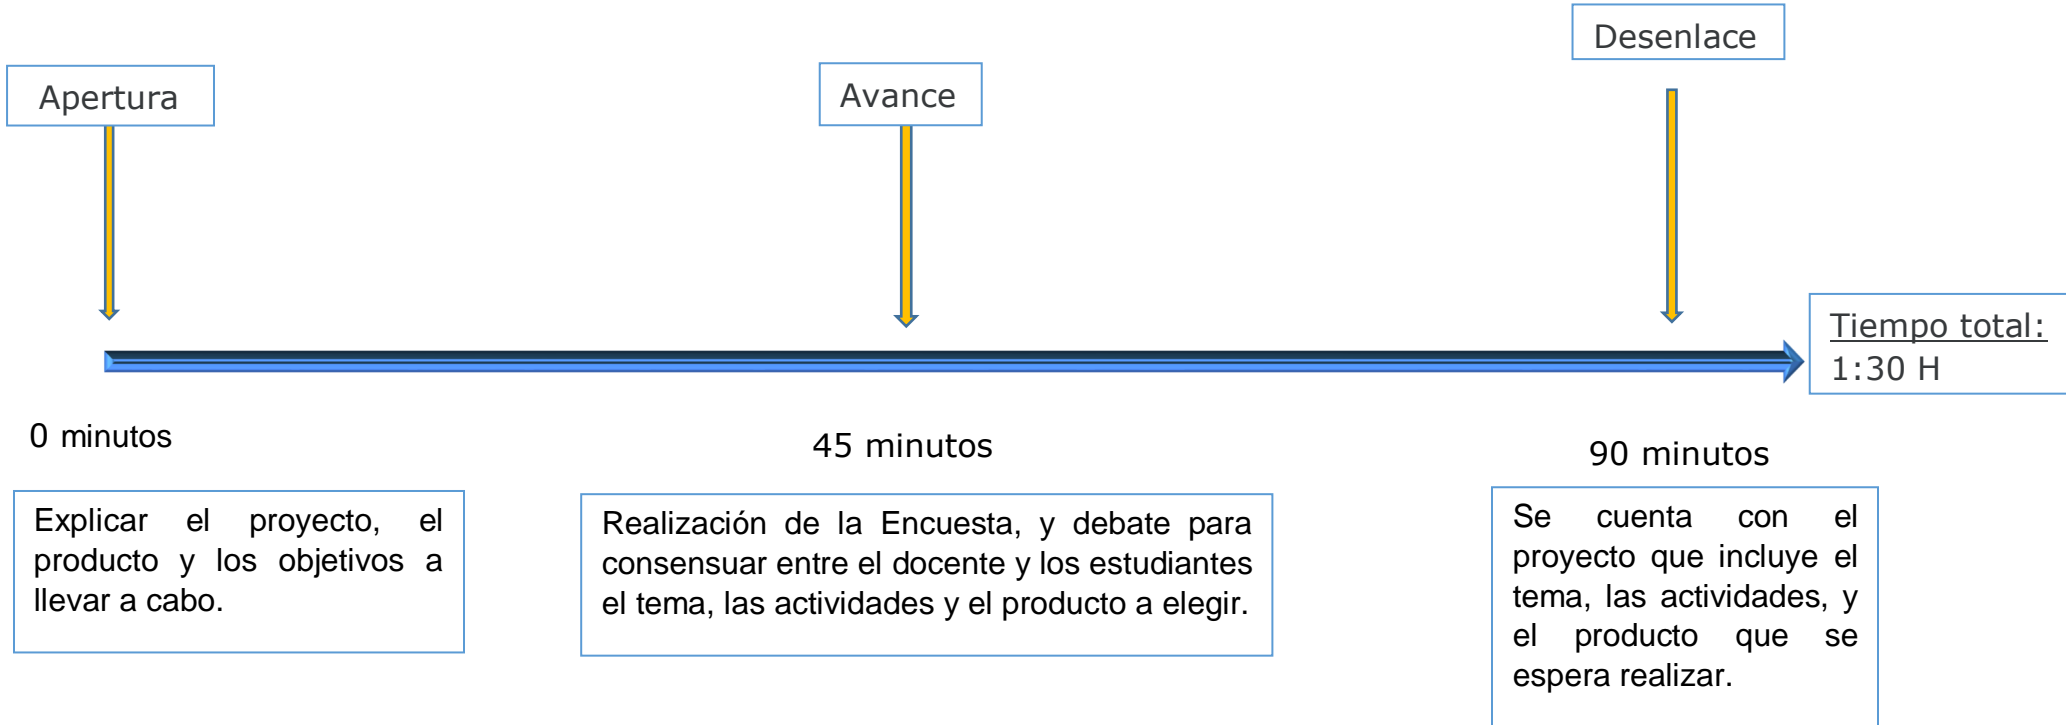 Apertura
Avance
Desenlace
Tiempo total:
1:30 H
0 minutos
45 minutos
90 minutos
Explicar el proyecto, el
producto y los objetivos a
llevar a cabo.
Realización de la Encuesta, y debate para
consensuar entre el docente y los estudiantes
el tema, las actividades y el producto a elegir.
Se cuenta con el
proyecto que incluye el
tema, las actividades, y
el producto que se
espera realizar.